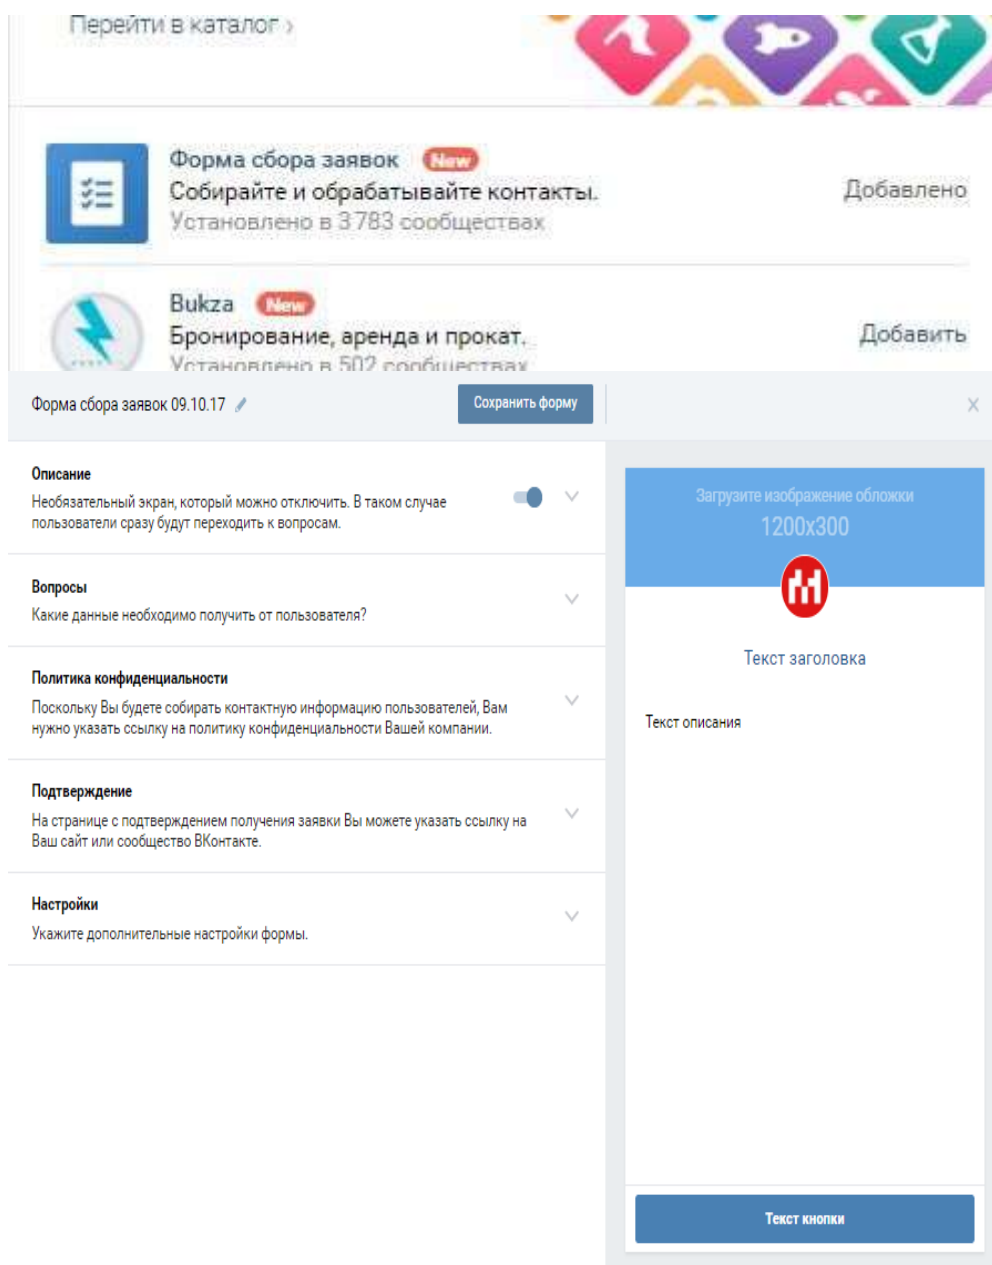 Перейти в каталог ›
Форма сбора заявок New
Собирайте и обрабатывайте контакты.
Установлено в 3 783 сообществах
Добавлено
Bukza New
Бронирование, аренда и прокат.
Установлено в 502 сообществах
Добавить
Форма сбора заявок 09.10.17
Сохранить форму
Описание
Необязательный экран, который можно отключить. В таком случае
пользователи сразу будут переходить к вопросам.
Вопросы
Какие данные необходимо получить от пользователя?
Политика конфиденциальности
Поскольку Вы будете собирать контактную информацию пользователей, Вам
нужно указать ссылку на политику конфиденциальности Вашей компании.
Подтверждение
На странице с подтверждением получения заявки Вы можете указать ссылку на
Ваш сайт или сообщество ВКонтакте.
Настройки
Укажите дополнительные настройки формы.
Загрузите изображение обложки
1200x300
Текст заголовка
Текст описания
Текст кнопки